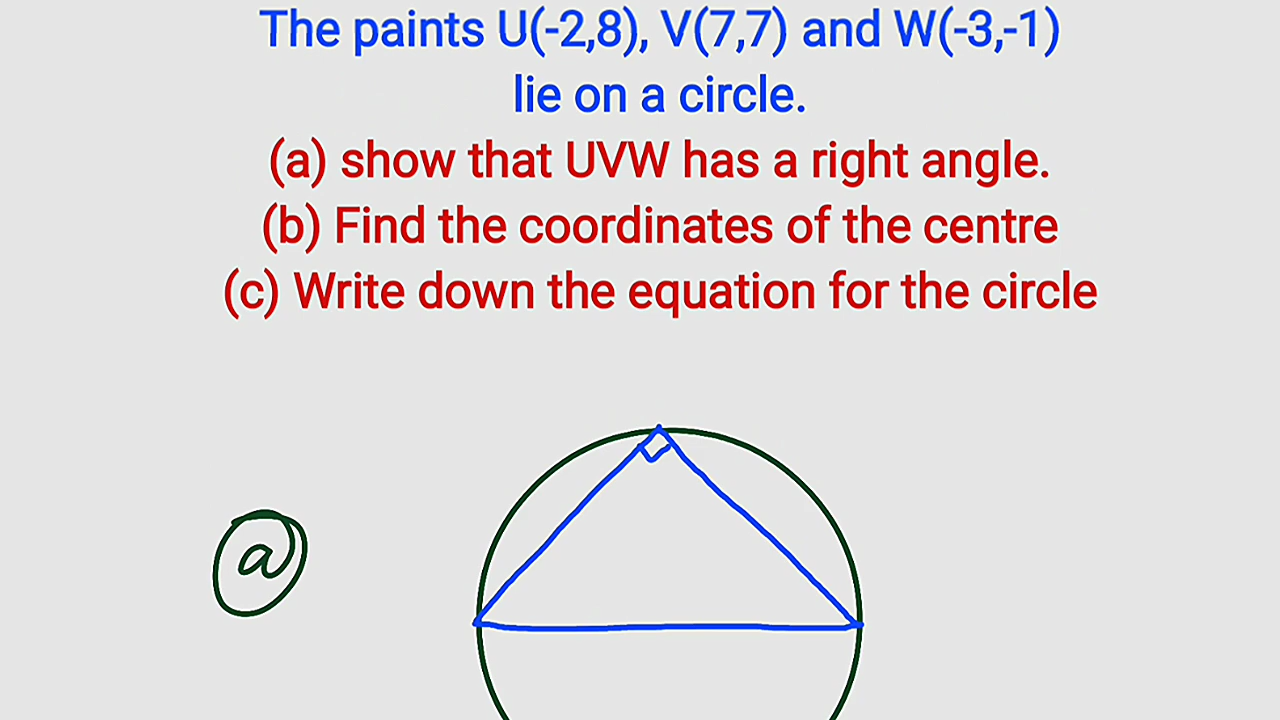 The paints U(-2,8), V(7,7) and W(-3,-1)
lie on a circle.
(a) show that UVW has a right angle.
(b) Find the coordinates of the centre
(c) Write down the equation for the circle
a